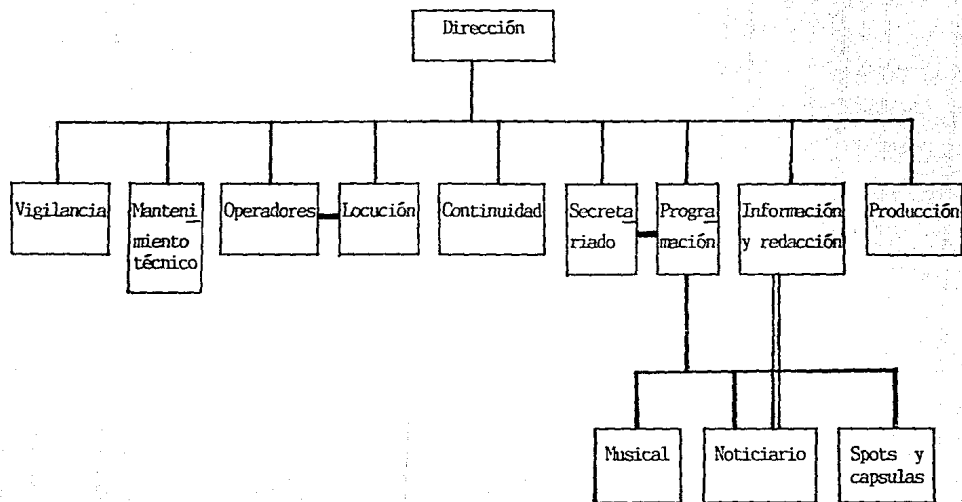 Dirección
Vigilancia
Manteni
miento
técnico
Operadores
Locución
Continuidad
Secreta
riado
Progra
mación
Información
y redacción
Producción
Musical
Noticiario
Spots y
capsulas